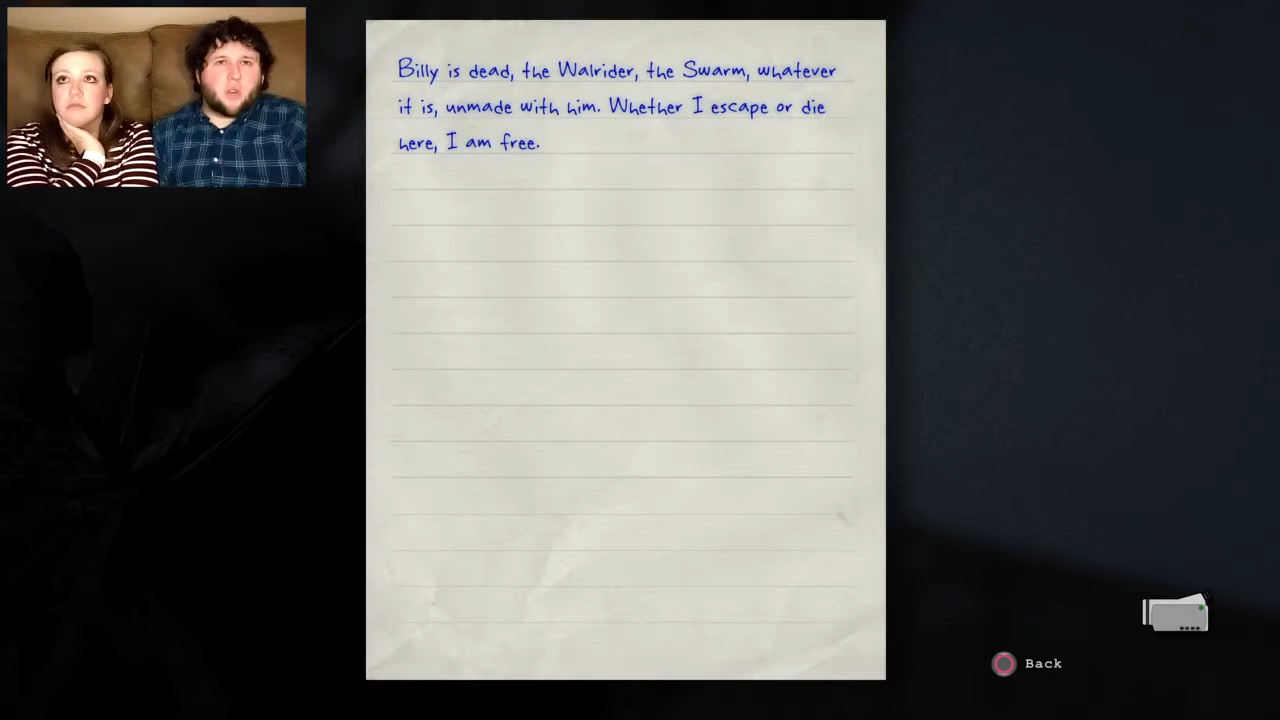 Billy is dead, the Walrider, the Swarm, whatever
it is, unmade with him. Whether I escape or die
here, I am free.
Back